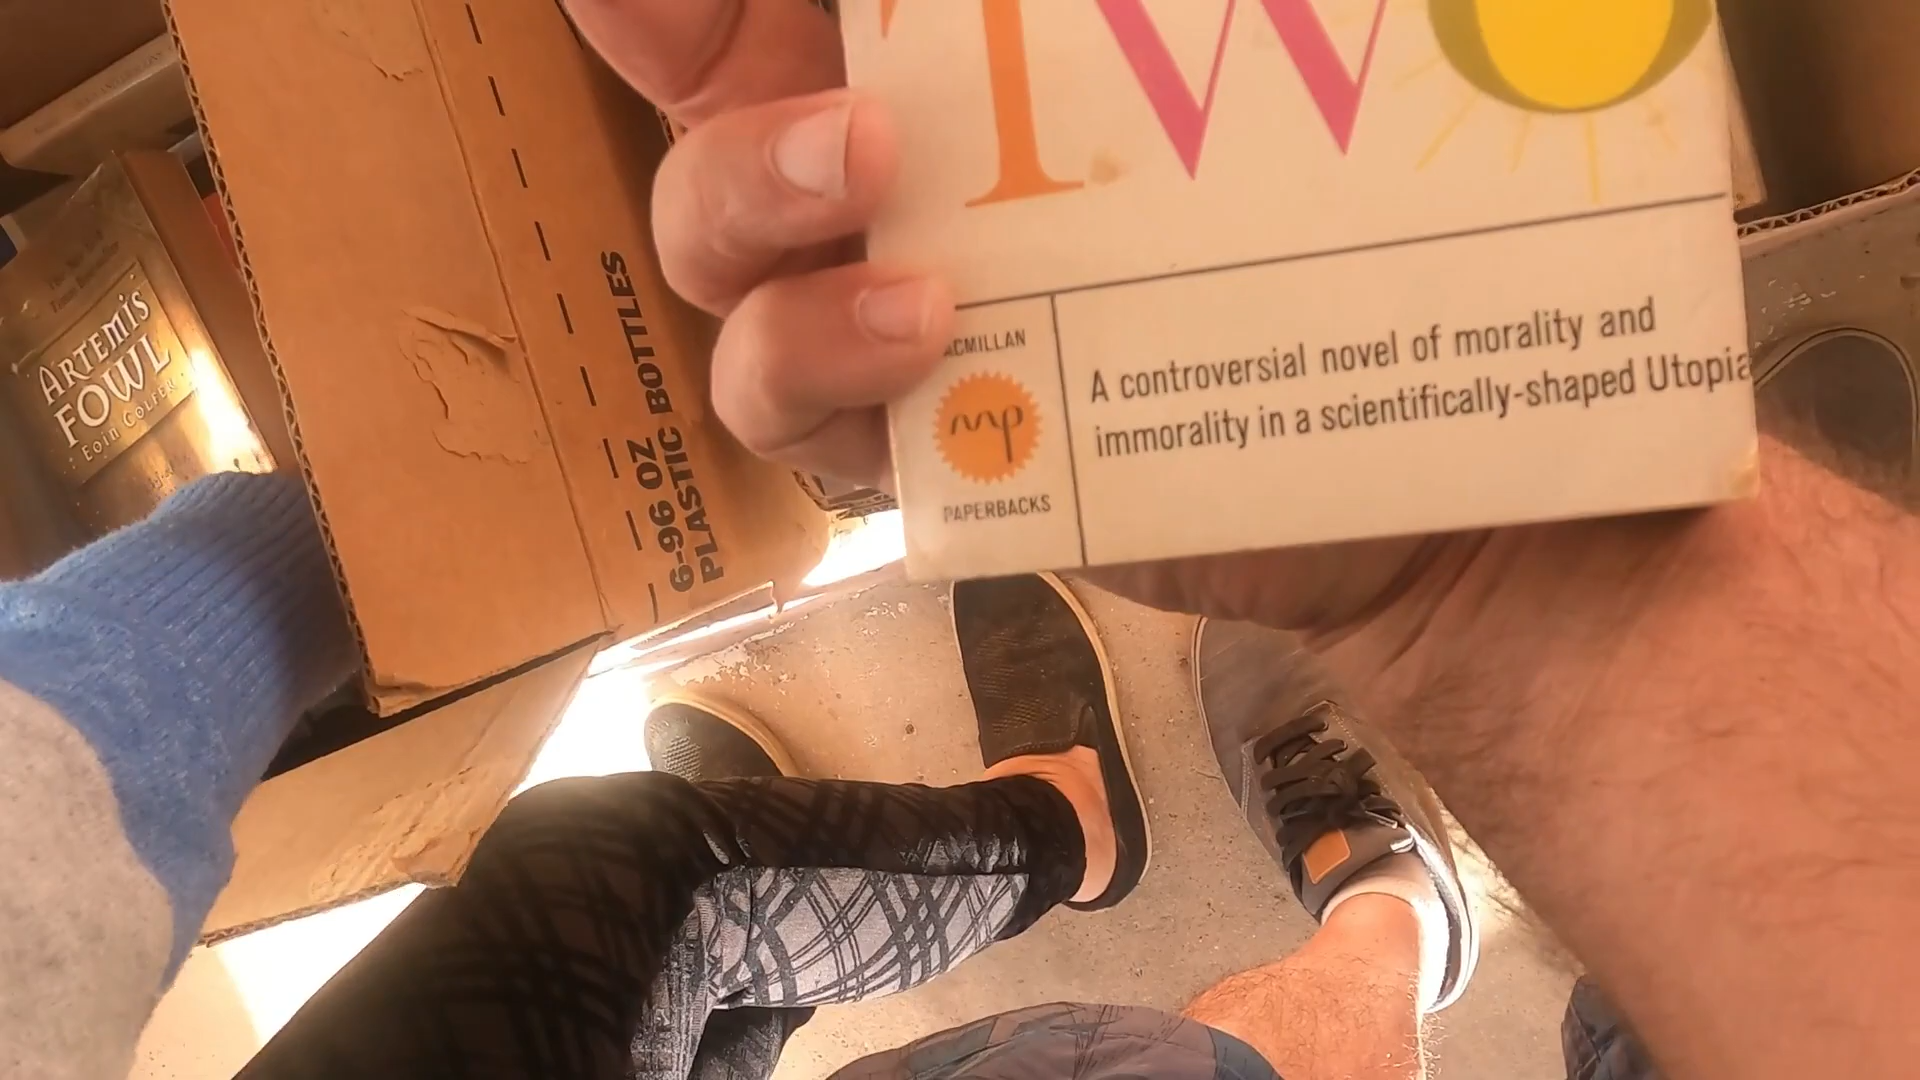 TWO
ACMILLAN
mp
PAPERBACKS
A controversial novel of morality and
immorality in a scientifically-shaped Utopia
6-96 OZ
PLASTIC BOTTLES
ARTEMIS
FOWL
EOIN COLFER